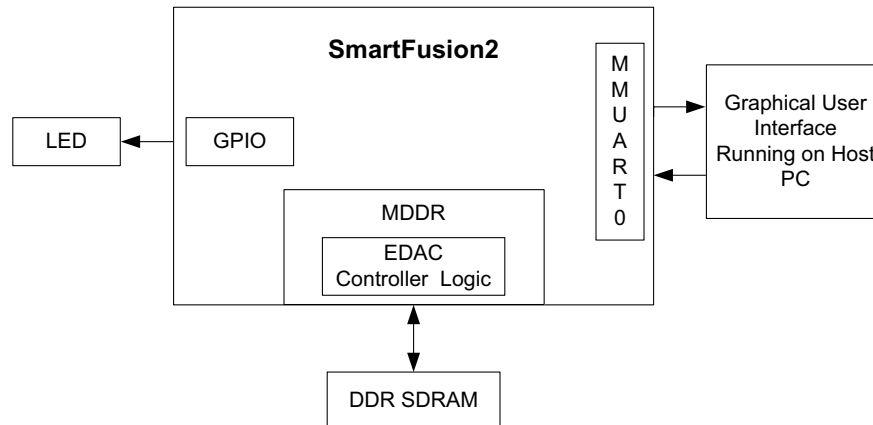 SmartFusion2
LED
GPIO
MDDR
EDAC
Controller Logic
M
M
U
A
R
T
0
Graphical User
Interface
Running on Host
PC
DDR SDRAM